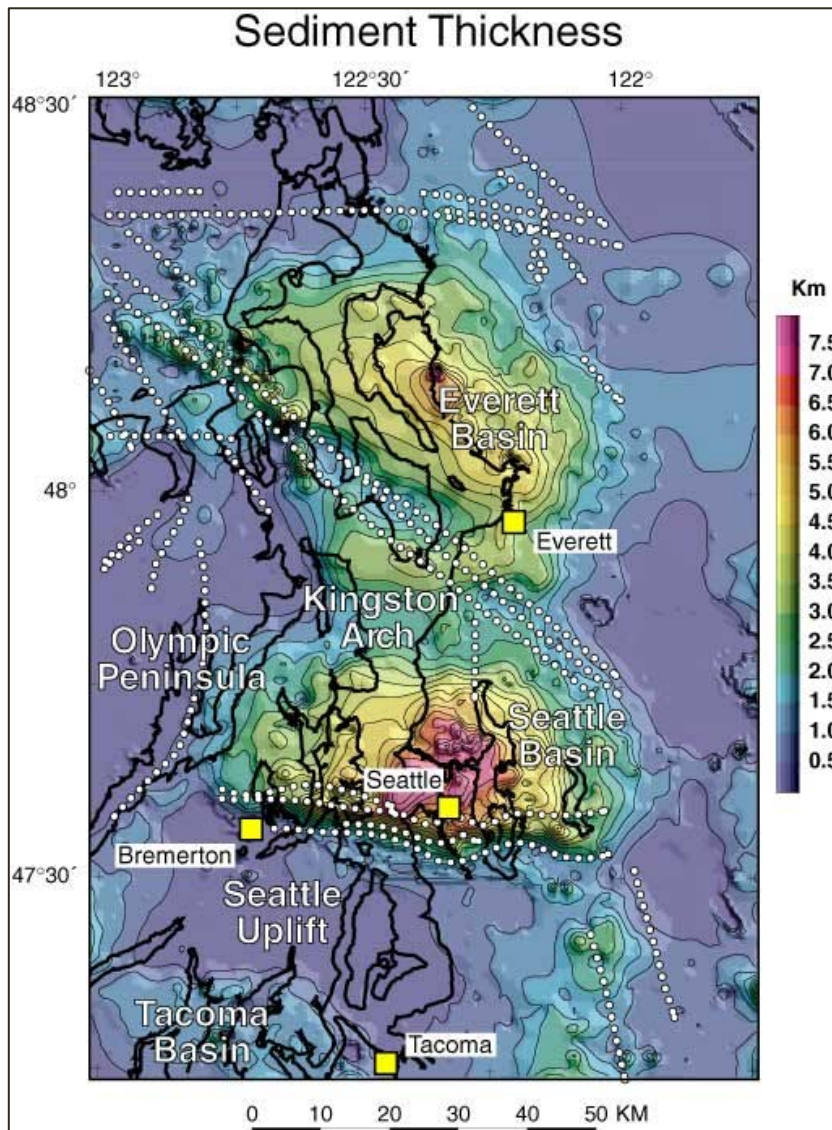 Sediment Thickness
123° 122°30´ 122°
48°30´
Km
7.5
7.0
6.5
6.0
5.5
5.0
4.5
4.0
3.5
3.0
2.5
2.0
1.5
1.0
0.5
Everett
Basin
48°
Everett
Kingston
Arch
Olympic
Peninsula
Seattle
Basin
Seattle
Bremerton
47°30´
Seattle
Uplift
Tacoma
Basin
Tacoma
0 10 20 30 40 50 KM